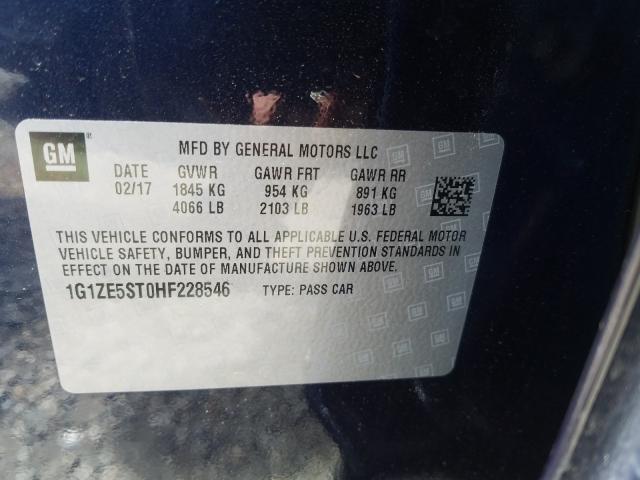 GM
MFD BY GENERAL MOTORS LLC
DATE GVWR GAWR FRT GAWR RR
02/17 1845 KG 954 KG 891 KG
4066 LB 2103 LB 1963 LB
THIS VEHICLE CONFORMS TO ALL APPLICABLE U.S. FEDERAL MOTOR
VEHICLE SAFETY, BUMPER, AND THEFT PREVENTION STANDARDS IN
EFFECT ON THE DATE OF MANUFACTURE SHOWN ABOVE.
1G1ZE5ST0HF228546 TYPE: PASS CAR